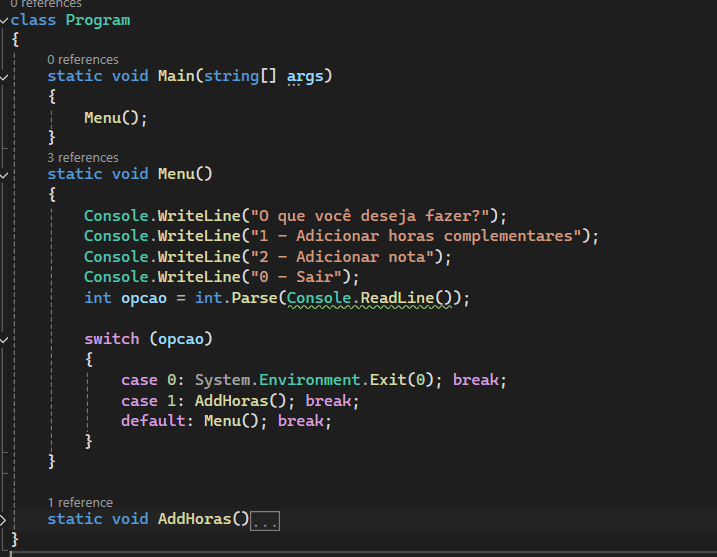 0 references
class Program
{
0 references
static void Main(string[] args)
{
Menu();
}
3 references
static void Menu()
{
Console.WriteLine("O que você deseja fazer?");
Console.WriteLine("1 - Adicionar horas complementares");
Console.WriteLine("2 - Adicionar nota");
Console.WriteLine("0 - Sair");
int opcao = int.Parse(Console.ReadLine());
switch (opcao)
{
case 0: System.Environment.Exit(0); break;
case 1: AddHoras(); break;
default: Menu(); break;
}
}
1 reference
static void AddHoras()...
}